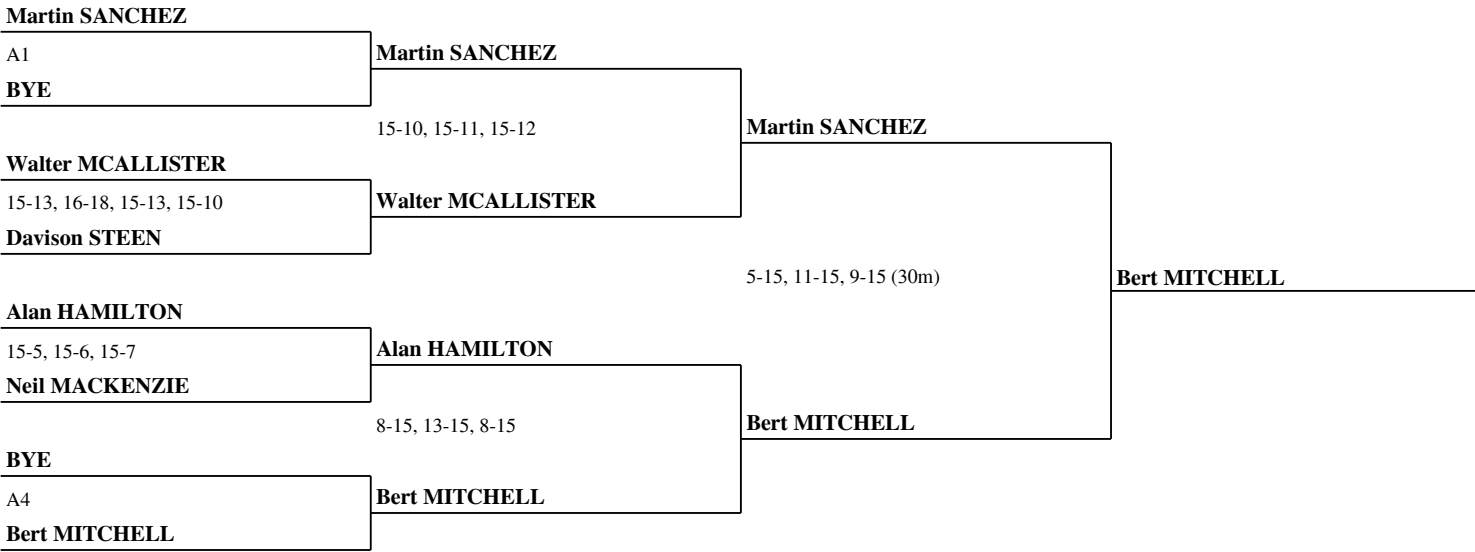 Martin SANCHEZ
A1
Martin SANCHEZ
BYE
15-10, 15-11, 15-12
Martin SANCHEZ
Walter MCALLISTER
15-13, 16-18, 15-13, 15-10
Walter MCALLISTER
Davison STEEN
5-15, 11-15, 9-15 (30m)
Bert MITCHELL
Alan HAMILTON
15-5, 15-6, 15-7
Alan HAMILTON
Neil MACKENZIE
8-15, 13-15, 8-15
Bert MITCHELL
BYE
A4
Bert MITCHELL
Bert MITCHELL